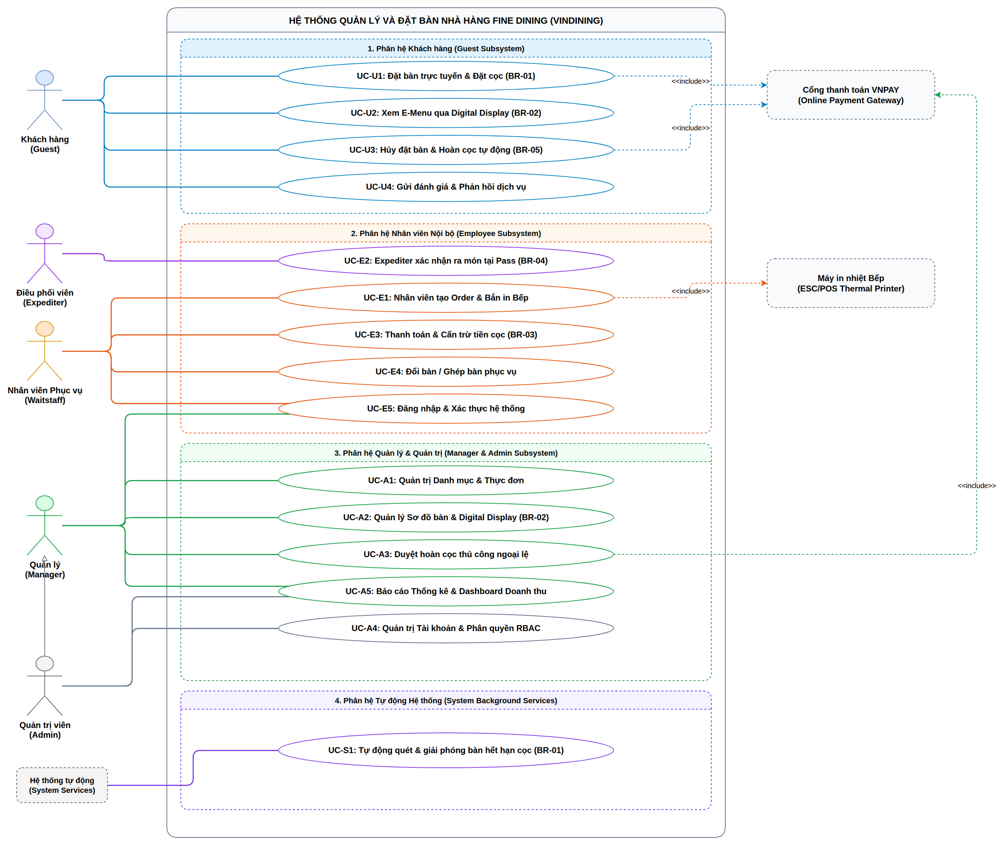 HỆ THỐNG QUẢN LÝ VÀ ĐẶT BÀN NHÀ HÀNG FINE DINING (VINDINING)
1. Phân hệ Khách hàng (Guest Subsystem)
UC-U1: Đặt bàn trực tuyến & Đặt cọc (BR-01)
<<include>>
Cổng thanh toán VNPAY
(Online Payment Gateway)
UC-U2: Xem E-Menu qua Digital Display (BR-02)
<<include>>
Khách hàng
(Guest)
UC-U3: Hủy đặt bàn & Hoàn cọc tự động (BR-05)
UC-U4: Gửi đánh giá & Phản hồi dịch vụ
2. Phân hệ Nhân viên Nội bộ (Employee Subsystem)
UC-E2: Expediter xác nhận ra món tại Pass (BR-04)
Máy in nhiệt Bếp
(ESC/POS Thermal Printer)
Điều phối viên
(Expediter)
<<include>>
UC-E1: Nhân viên tạo Order & Bắn in Bếp
UC-E3: Thanh toán & Cấn trừ tiền cọc (BR-03)
UC-E4: Đổi bàn / Ghép bàn phục vụ
Nhân viên Phục vụ
(Waitstaff)
UC-E5: Đăng nhập & Xác thực hệ thống
3. Phân hệ Quản lý & Quản trị (Manager & Admin Subsystem)
UC-A1: Quản trị Danh mục & Thực đơn
<<include>>
UC-A2: Quản lý Sơ đồ bàn & Digital Display (BR-02)
UC-A3: Duyệt hoàn cọc thủ công ngoại lệ
Quản lý
(Manager)
UC-A5: Báo cáo Thống kê & Dashboard Doanh thu
UC-A4: Quản trị Tài khoản & Phân quyền RBAC
4. Phân hệ Tự động Hệ thống (System Background Services)
Quản trị viên
(Admin)
UC-S1: Tự động quét & giải phóng bàn hết hạn cọc (BR-01)
Hệ thống tự động
(System Services)